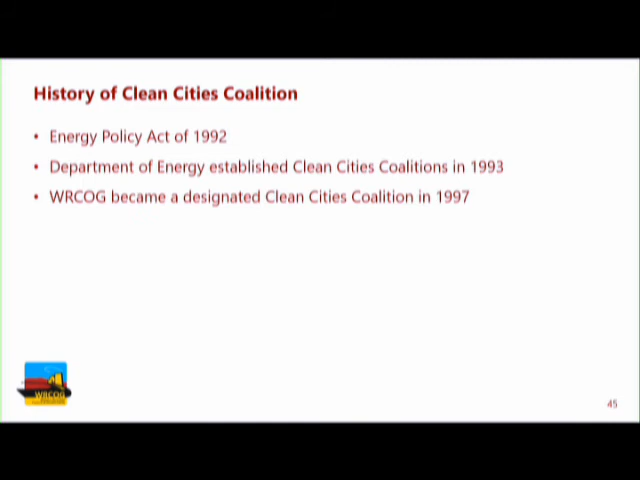 History of Clean Cities Coalition
• Energy Policy Act of 1992
• Department of Energy established Clean Cities Coalitions in 1993
• WRCOG became a designated Clean Cities Coalition in 1997
WRCOG
45